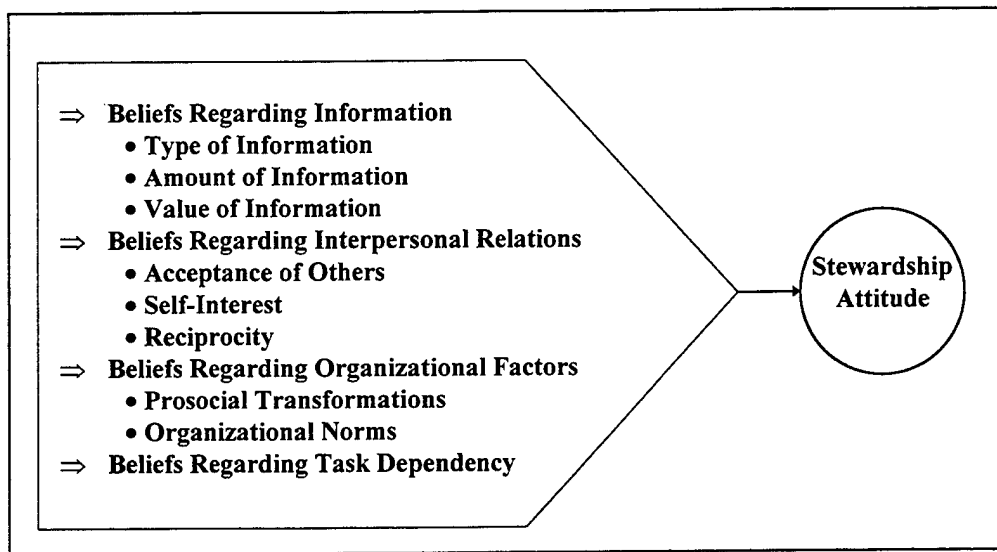 ⇒ Beliefs Regarding Information
• Type of Information
• Amount of Information
• Value of Information
⇒ Beliefs Regarding Interpersonal Relations
• Acceptance of Others
• Self-Interest
• Reciprocity
⇒ Beliefs Regarding Organizational Factors
• Prosocial Transformations
• Organizational Norms
⇒ Beliefs Regarding Task Dependency
Stewardship
Attitude